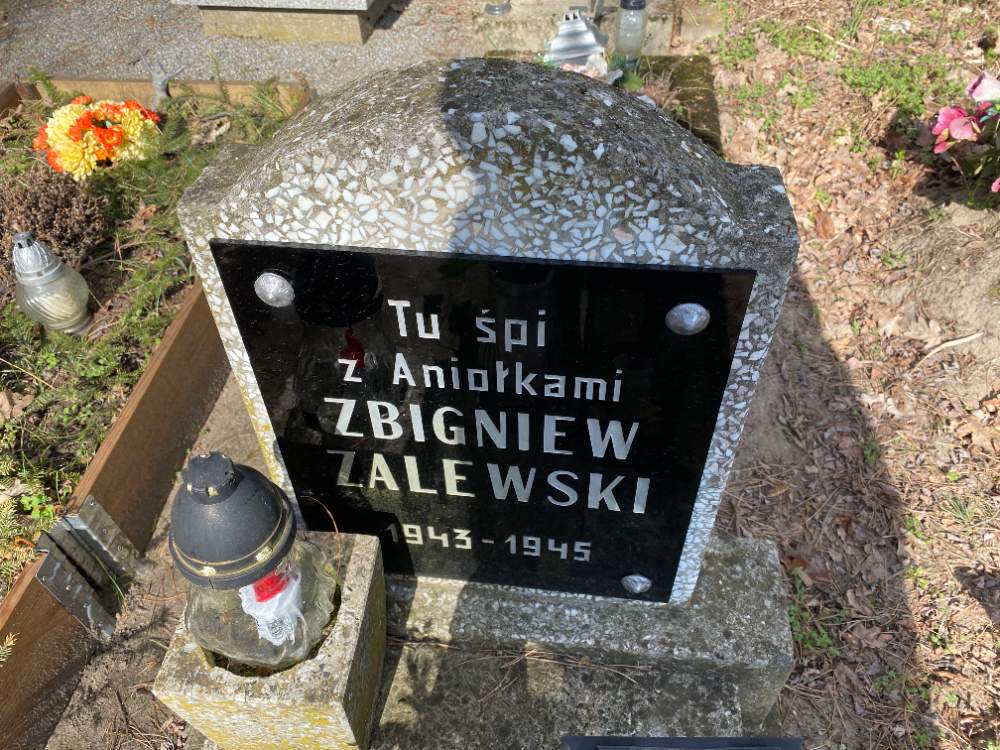 Tu śpi
z Aniołkami
ZBIGNIEW
ZALEWSKI
1943 - 1945